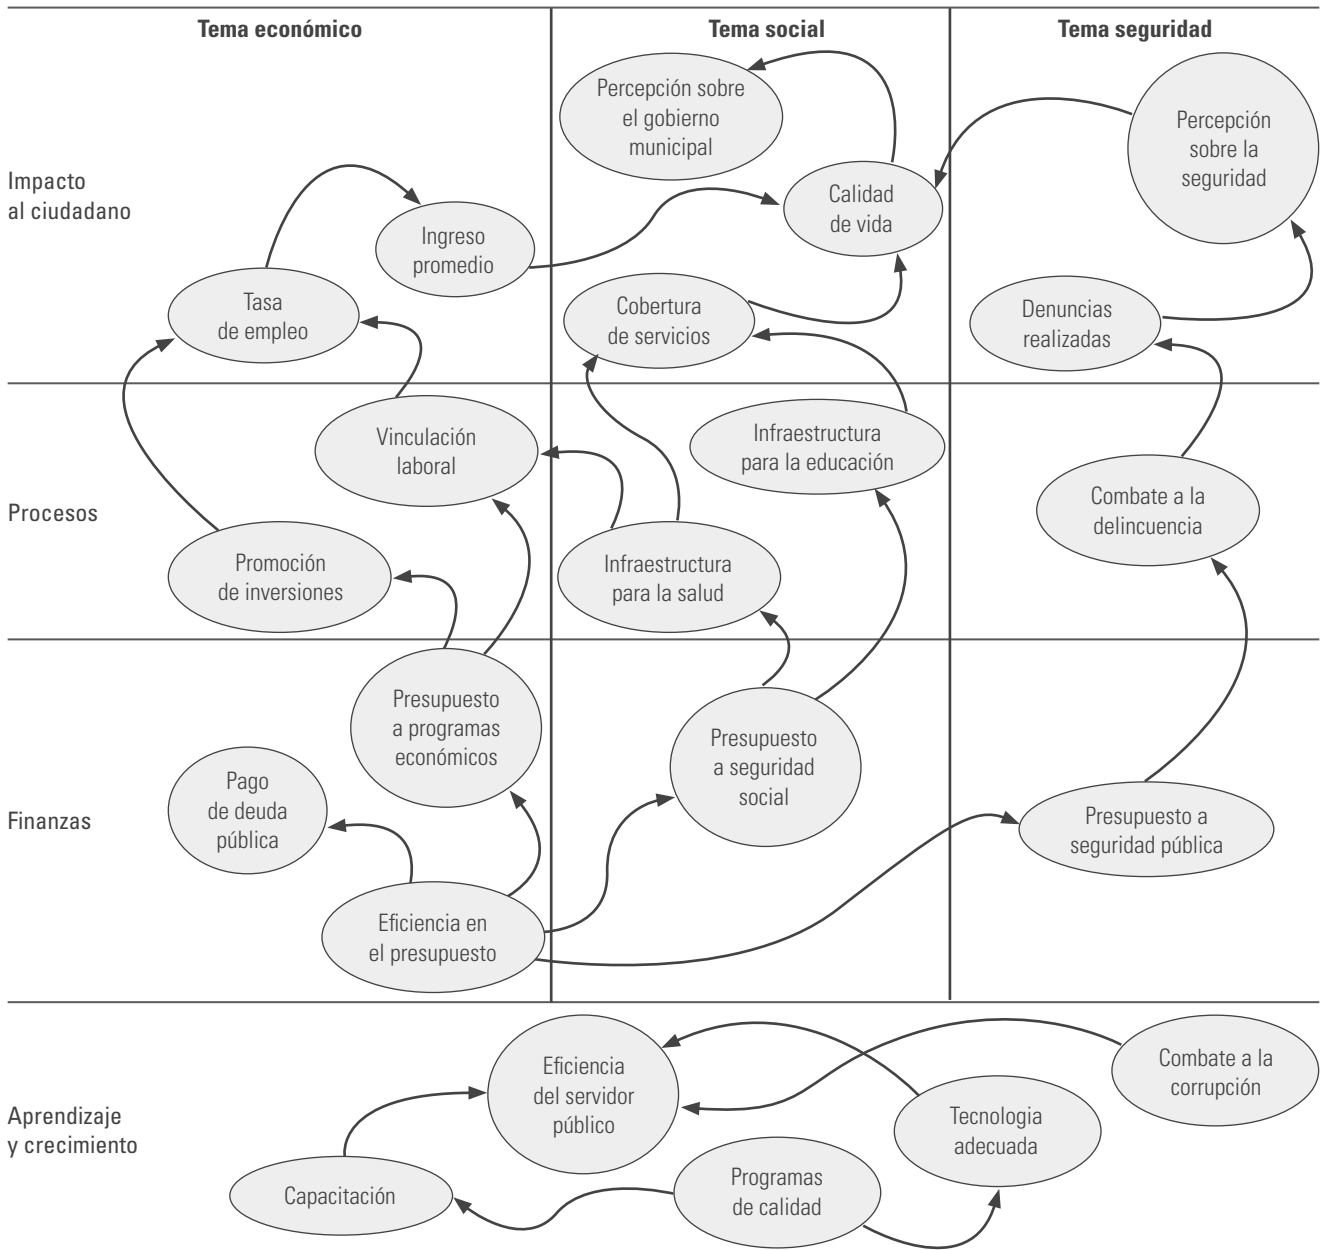 Tema económico
Tema social
Tema seguridad
Impacto
al ciudadano
Percepción sobre
el gobierno
municipal
Percepción
sobre la
seguridad
Calidad
de vida
Ingreso
promedio
Tasa
de empleo
Cobertura
de servicios
Denuncias
realizadas
Procesos
Vinculación
laboral
Infraestructura
para la educación
Combate a la
delincuencia
Promoción
de inversiones
Infraestructura
para la salud
Finanzas
Presupuesto
a programas
económicos
Presupuesto
a seguridad
social
Pago
de deuda
pública
Presupuesto a
seguridad pública
Eficiencia en
el presupuesto
Aprendizaje
y crecimiento
Eficiencia
del servidor
público
Combate a la
corrupción
Tecnologia
adecuada
Capacitación
Programas
de calidad